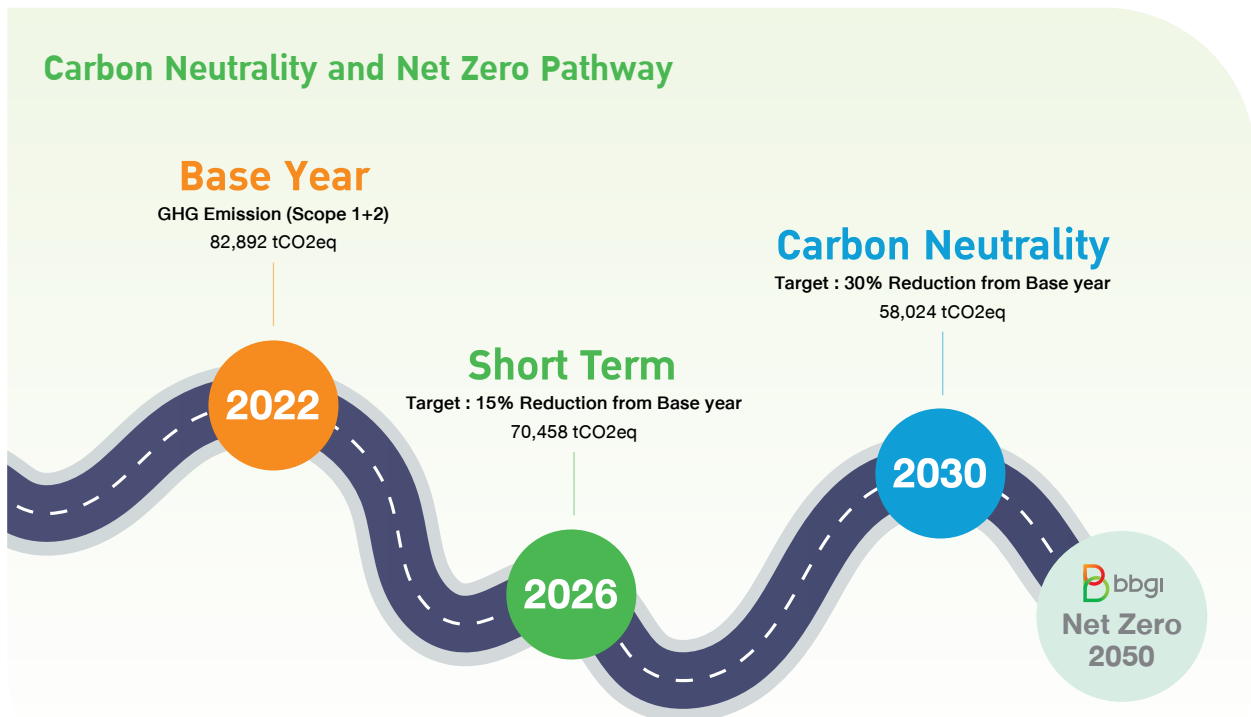 Carbon Neutrality and Net Zero Pathway
Base Year
GHG Emission (Scope 1+2)
82,892 tCO2eq
2022
Short Term
Target : 15% Reduction from Base year
70,458 tCO2eq
2026
Carbon Neutrality
Target : 30% Reduction from Base year
58,024 tCO2eq
2030
bbgi
Net Zero
2050